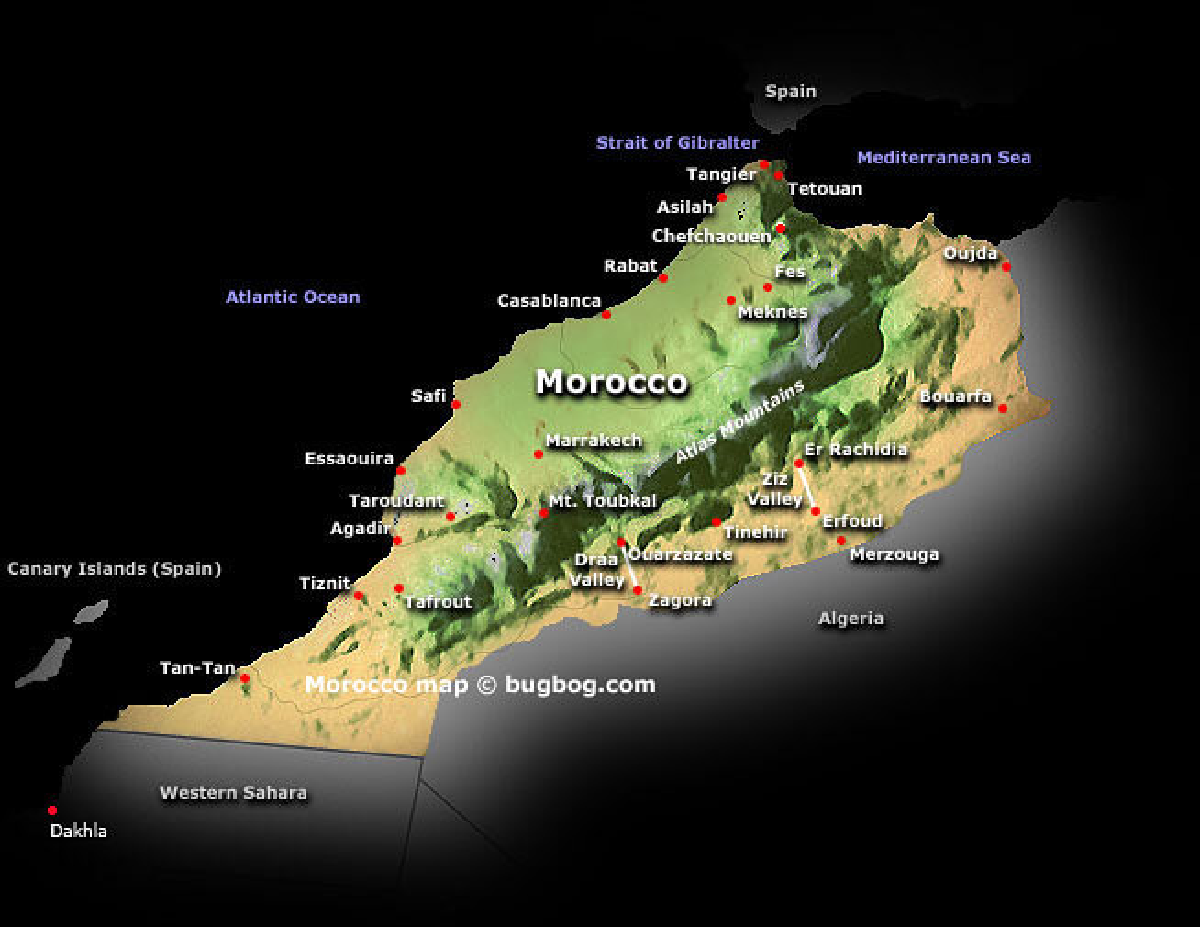 Spain
Strait of Gibralter
Mediterranean Sea
Tangier
Tetouan
Asilah
Chefchaouen
Oujda
Rabat
Fes
Atlantic Ocean
Casablanca
Meknes
Morocco
Safi
Atlas Mountains
Bouarfa
Marrakech
Er Rachidia
Essaouira
Ziz
Valley
Taroudant
Mt. Toubkal
Erfoud
Agadir
Tinehir
Ouarzazate
Merzouga
Draa
Valley
Canary Islands (Spain)
Tiznit
Tafrout
Zagora
Algeria
Tan-Tan
Morocco map © bugbog.com
Western Sahara
Dakhla